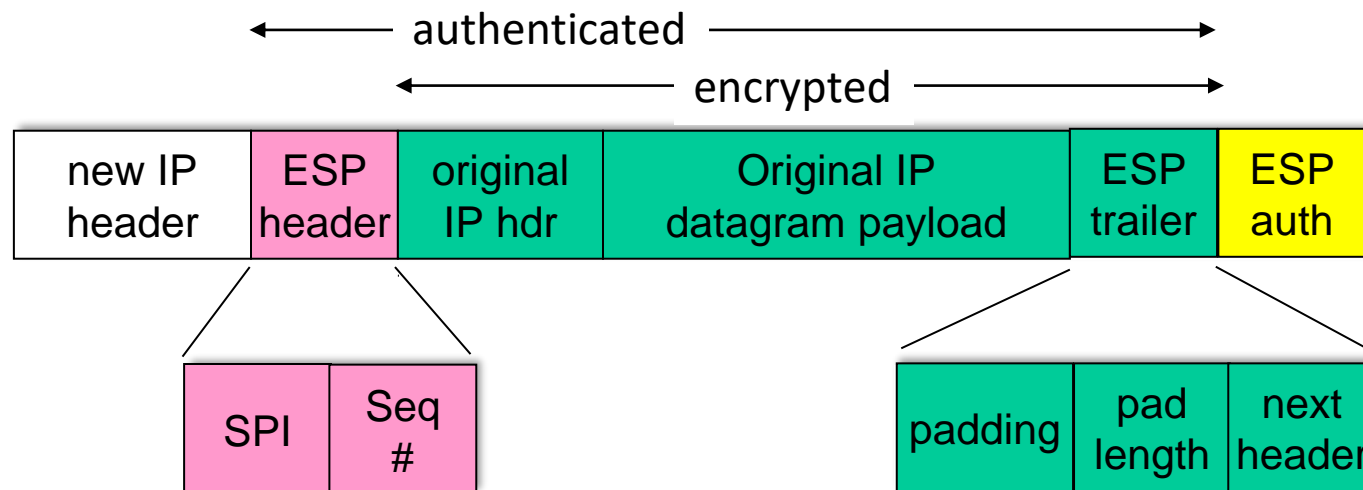 authenticated
encrypted
new IP
header
ESP
header
original
IP hdr
Original IP
datagram payload
ESP
trailer
ESP
auth
SPI
Seq
#
padding
pad
length
next
header